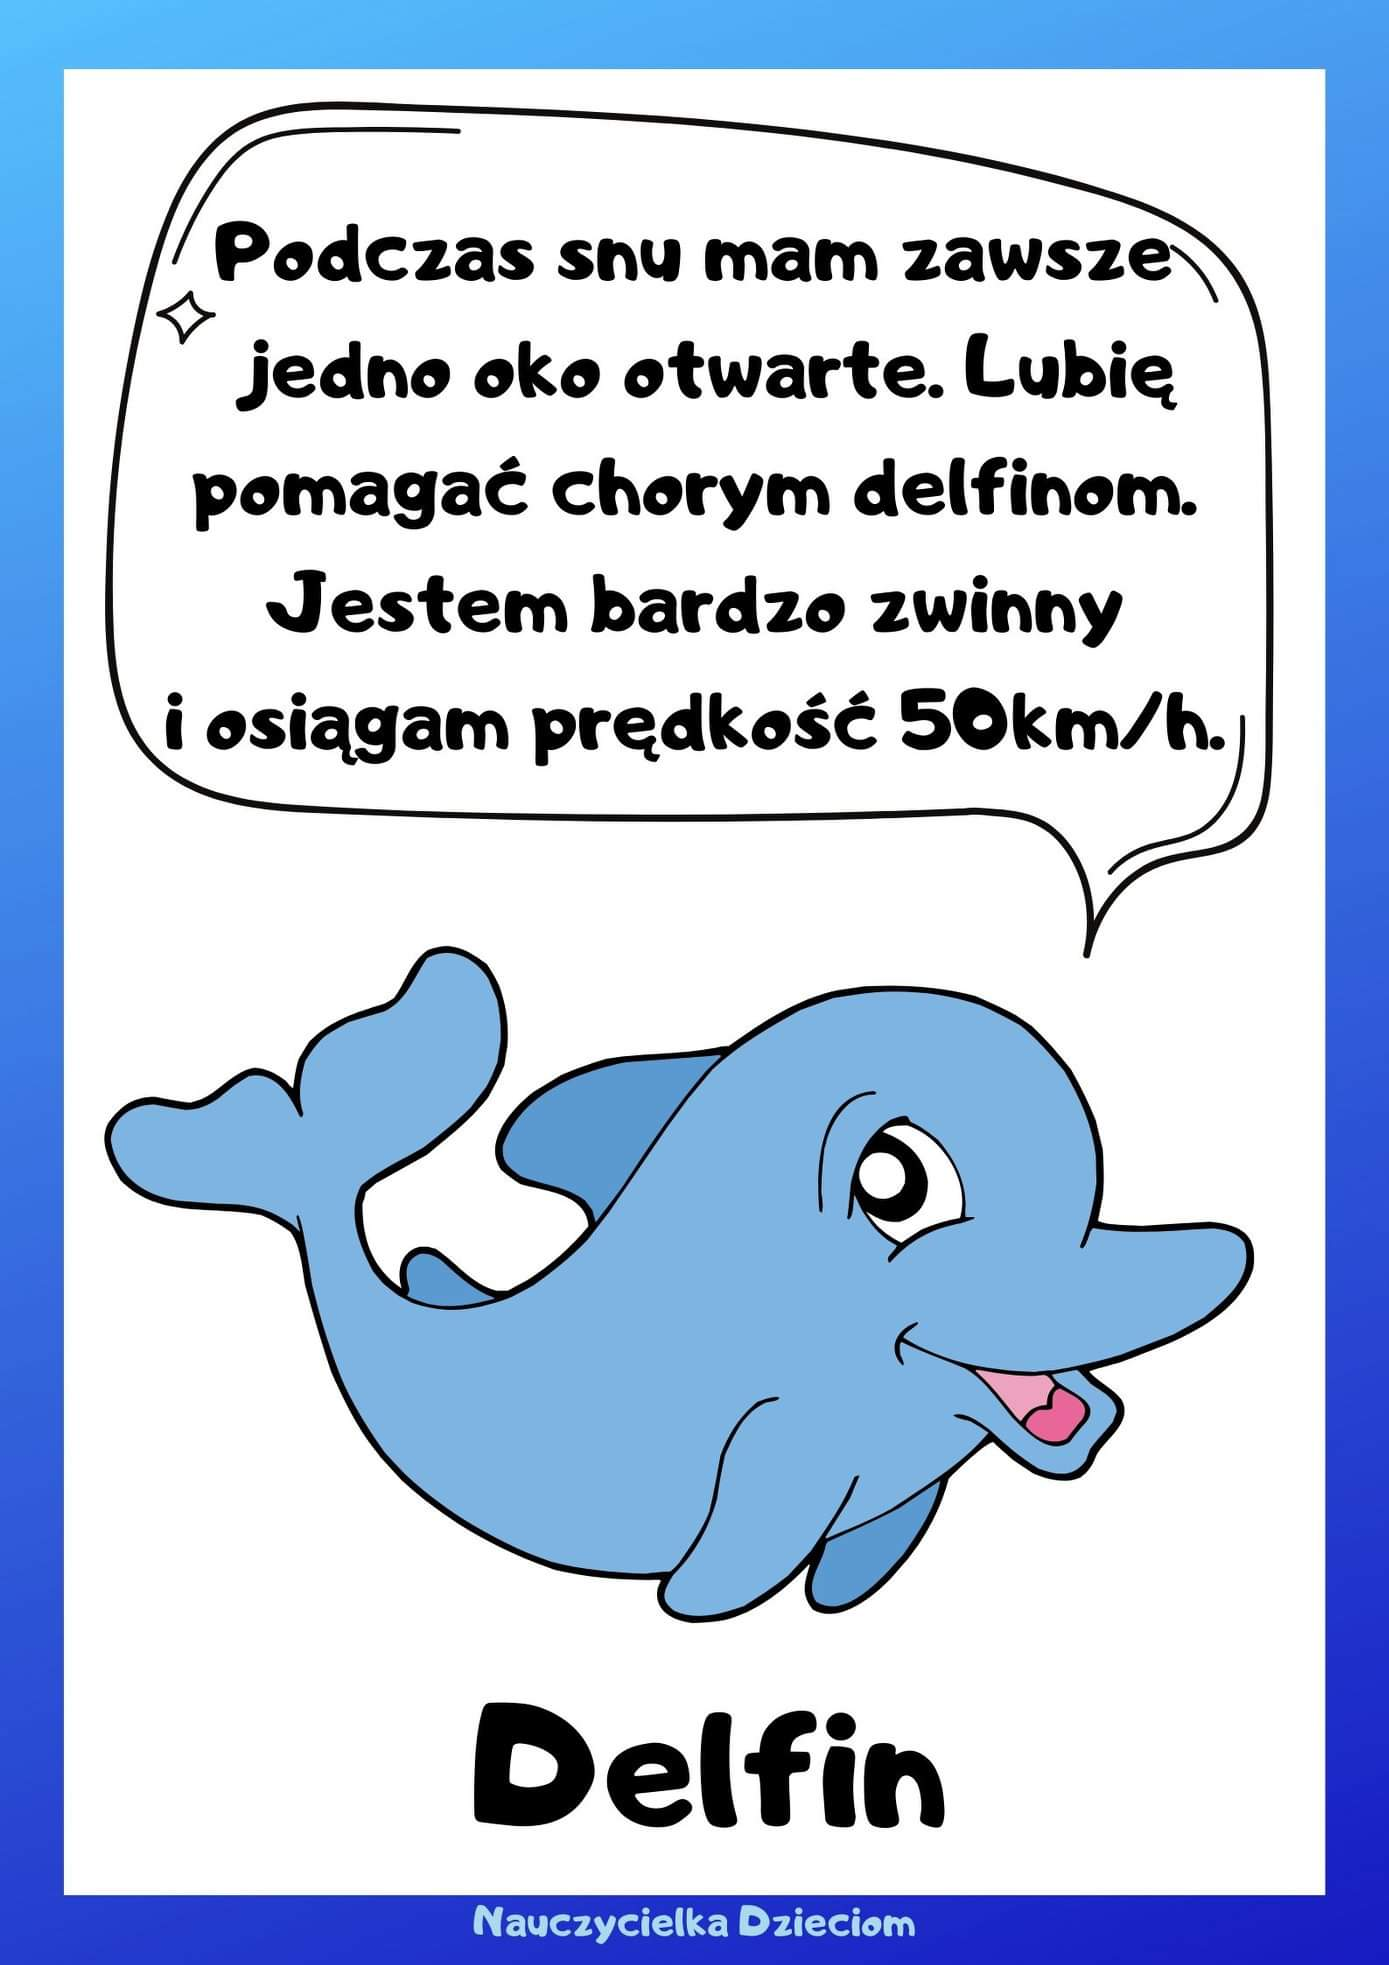 Podczas snu mam zawsze
jedno oko otwarte. Lubię
pomagać chorym delfinom.
Jestem bardzo zwinny
i osiągam prędkość 50km/h.
Delfin
Nauczycielka Dzieciom